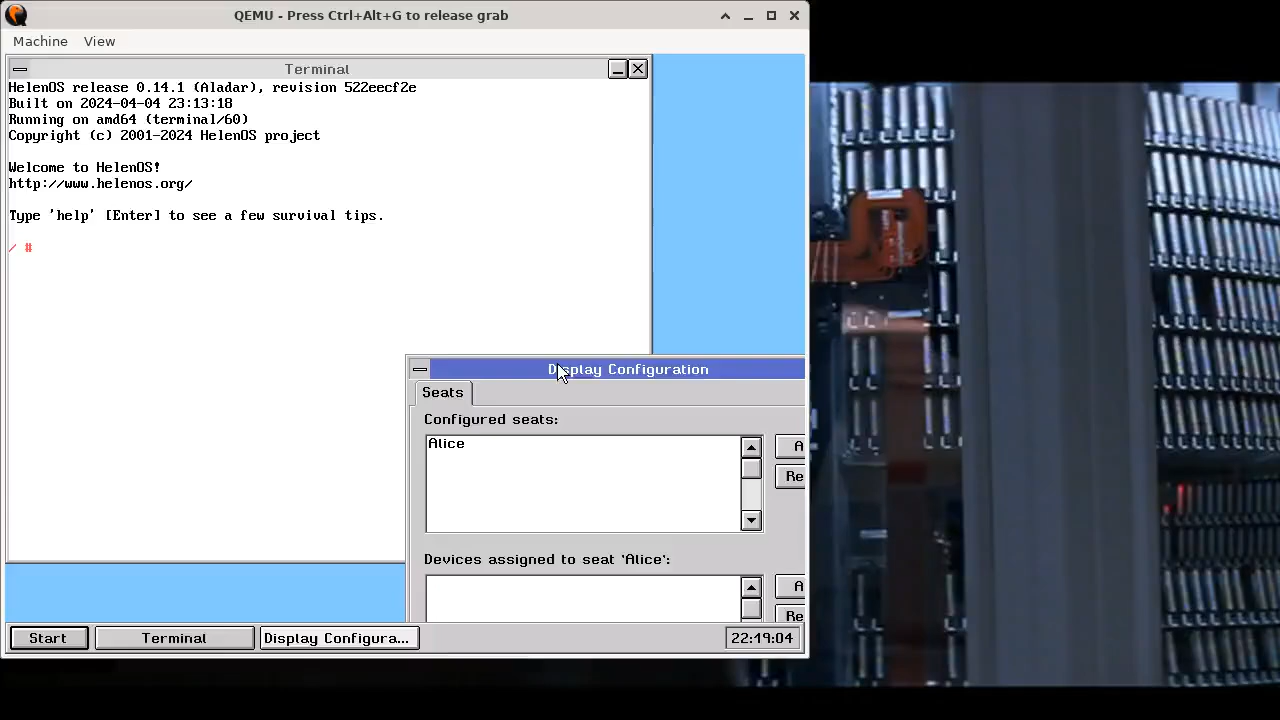 QEMU - Press Ctrl+Alt+G to release grab
Machine View
Terminal
HelenOS release 0.14.1 (Aladar), revision 522eecf2e
Built on 2024-04-04 23:13:18
Running on amd64 (terminal/60)
Copyright (c) 2001-2024 HelenOS project
Welcome to HelenOS!
http://www.helenos.org/
Type 'help' [Enter] to see a few survival tips.
/ #
Display Configuration
Seats
Configured seats:
Alice
A
Re
Devices assigned to seat 'Alice':
A
Re
Start Terminal Display Configura... 22:19:04